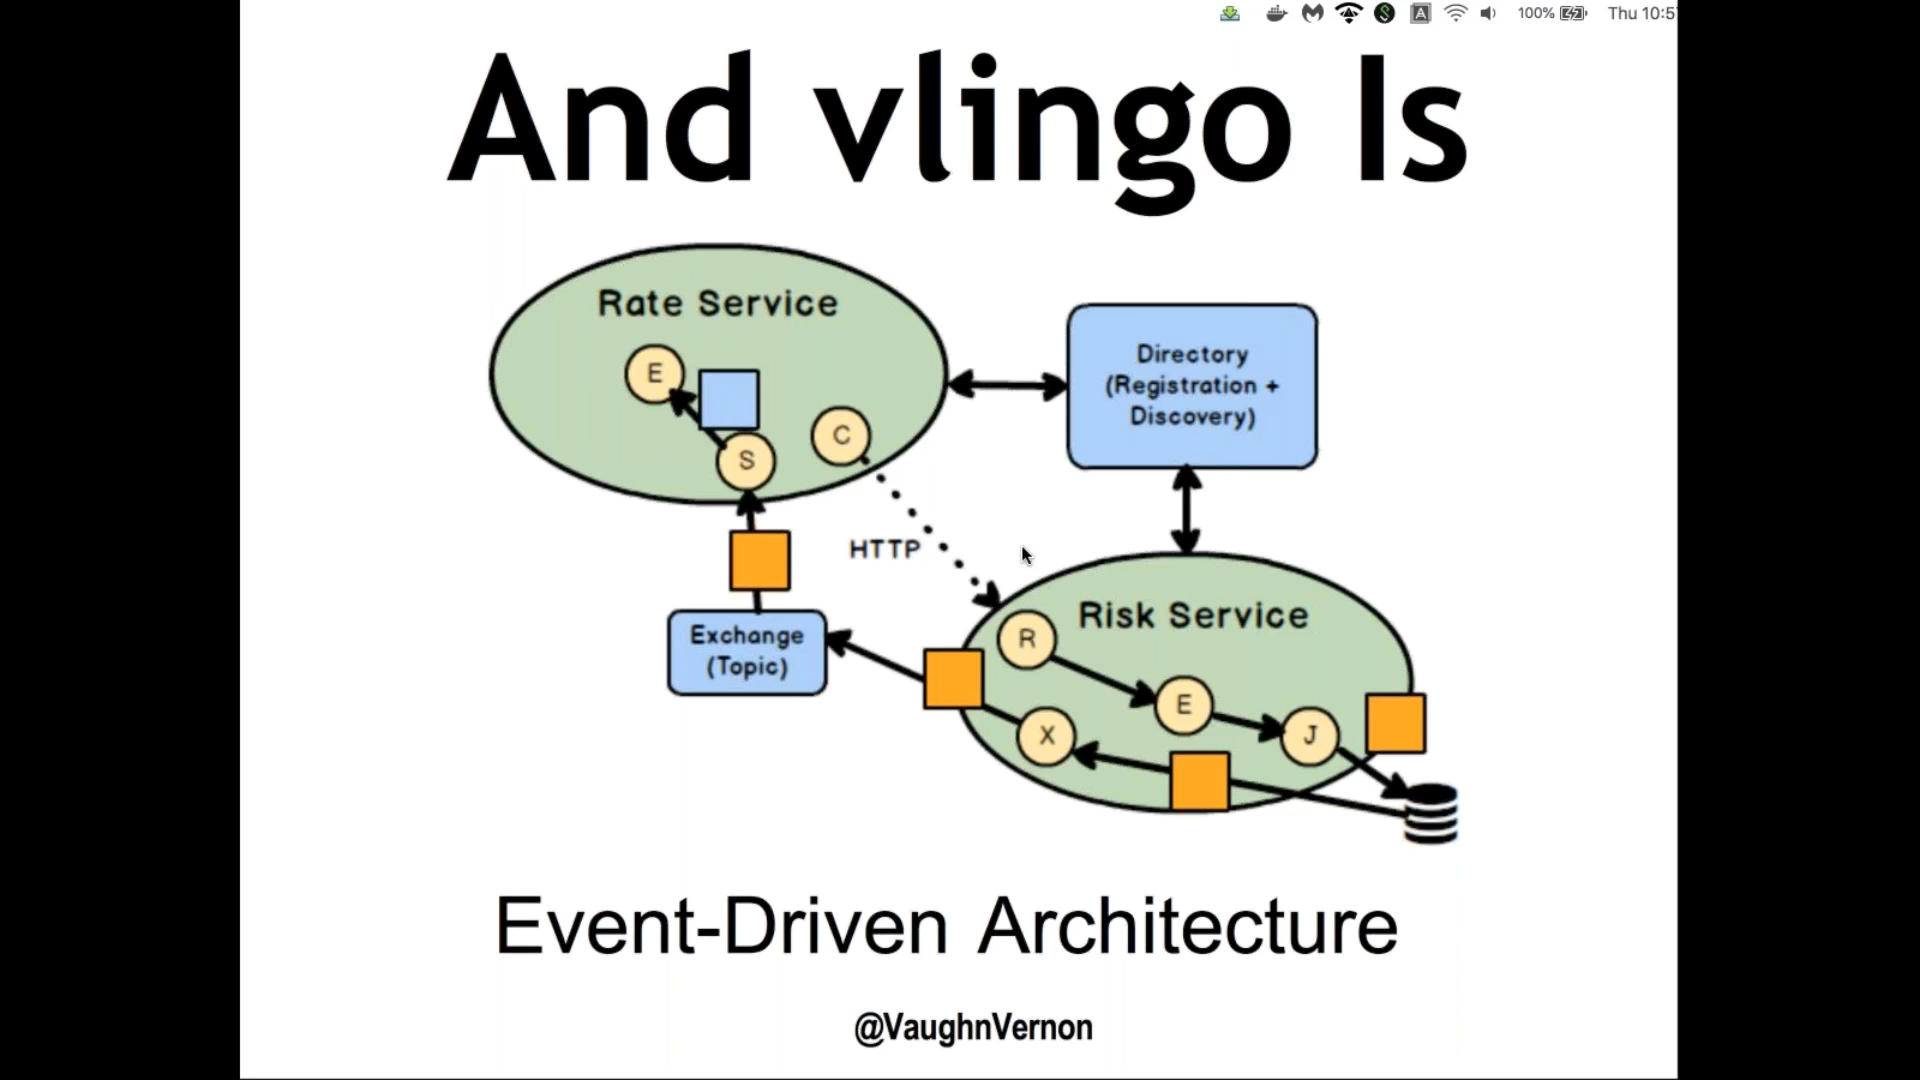 100% Thu 10:5
And vlingo Is
Rate Service
E
S
C
Directory
(Registration +
Discovery)
HTTP
Exchange
(Topic)
Risk Service
R
E
J
X
Event-Driven Architecture
@VaughnVernon